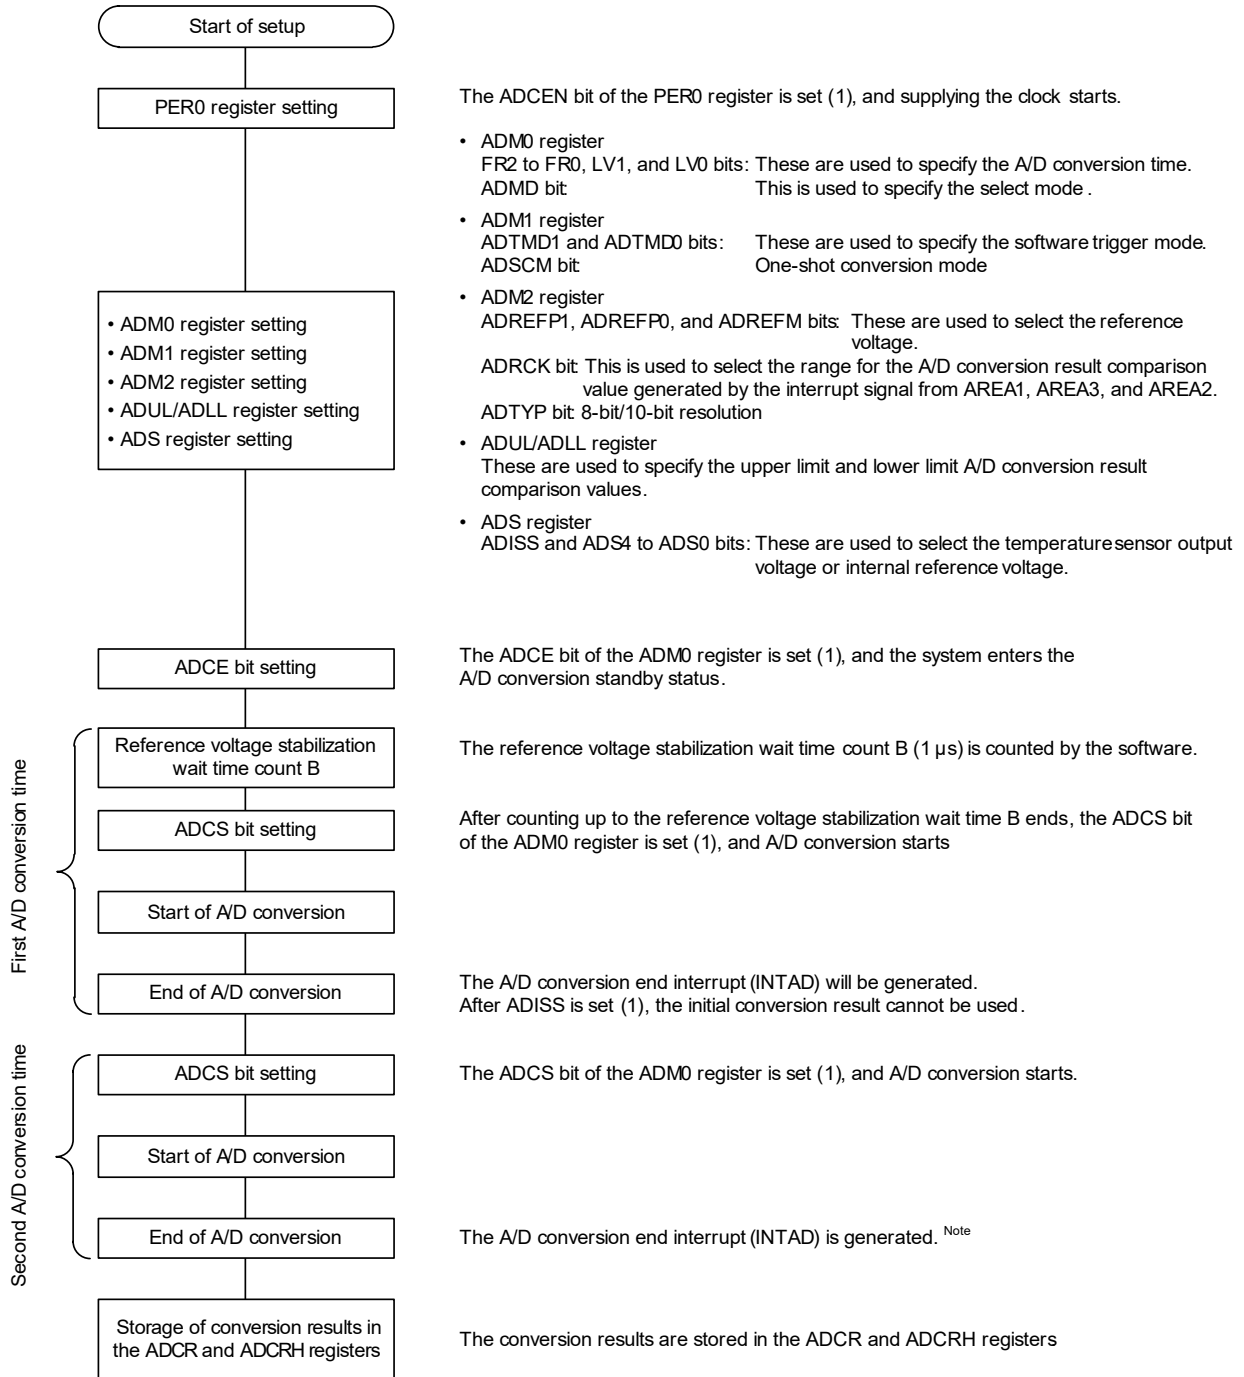 Start of setup
PER0 register setting
The ADCEN bit of the PER0 register is set (1), and supplying the clock starts.
• ADM0 register
FR2 to FR0, LV1, and LV0 bits: These are used to specify the A/D conversion time.
ADMD bit: This is used to specify the select mode.
• ADM1 register
ADTMD1 and ADTMD0 bits: These are used to specify the software trigger mode.
ADSCM bit: One-shot conversion mode
• ADM0 register setting
• ADM1 register setting
• ADM2 register setting
• ADUL/ADLL register setting
• ADS register setting
• ADM2 register
ADREFP1, ADREFP0, and ADREFM bits: These are used to select the reference
voltage.
ADRCK bit: This is used to select the range for the A/D conversion result comparison
value generated by the interrupt signal from AREA1, AREA3, and AREA2.
ADTYP bit: 8-bit/10-bit resolution
• ADUL/ADLL register
These are used to specify the upper limit and lower limit A/D conversion result
comparison values.
• ADS register
ADISS and ADS4 to ADS0 bits: These are used to select the temperature sensor output
voltage or internal reference voltage.
ADCE bit setting
The ADCE bit of the ADM0 register is set (1), and the system enters the
A/D conversion standby status.
First A/D conversion time
Reference voltage stabilization
wait time count B
The reference voltage stabilization wait time count B (1 µs) is counted by the software.
ADCS bit setting
After counting up to the reference voltage stabilization wait time B ends, the ADCS bit
of the ADM0 register is set (1), and A/D conversion starts
Start of A/D conversion
End of A/D conversion
The A/D conversion end interrupt (INTAD) will be generated.
After ADISS is set (1), the initial conversion result cannot be used.
Second A/D conversion time
ADCS bit setting
The ADCS bit of the ADM0 register is set (1), and A/D conversion starts.
Start of A/D conversion
End of A/D conversion
The A/D conversion end interrupt (INTAD) is generated. Note
Storage of conversion results in
the ADCR and ADCRH registers
The conversion results are stored in the ADCR and ADCRH registers